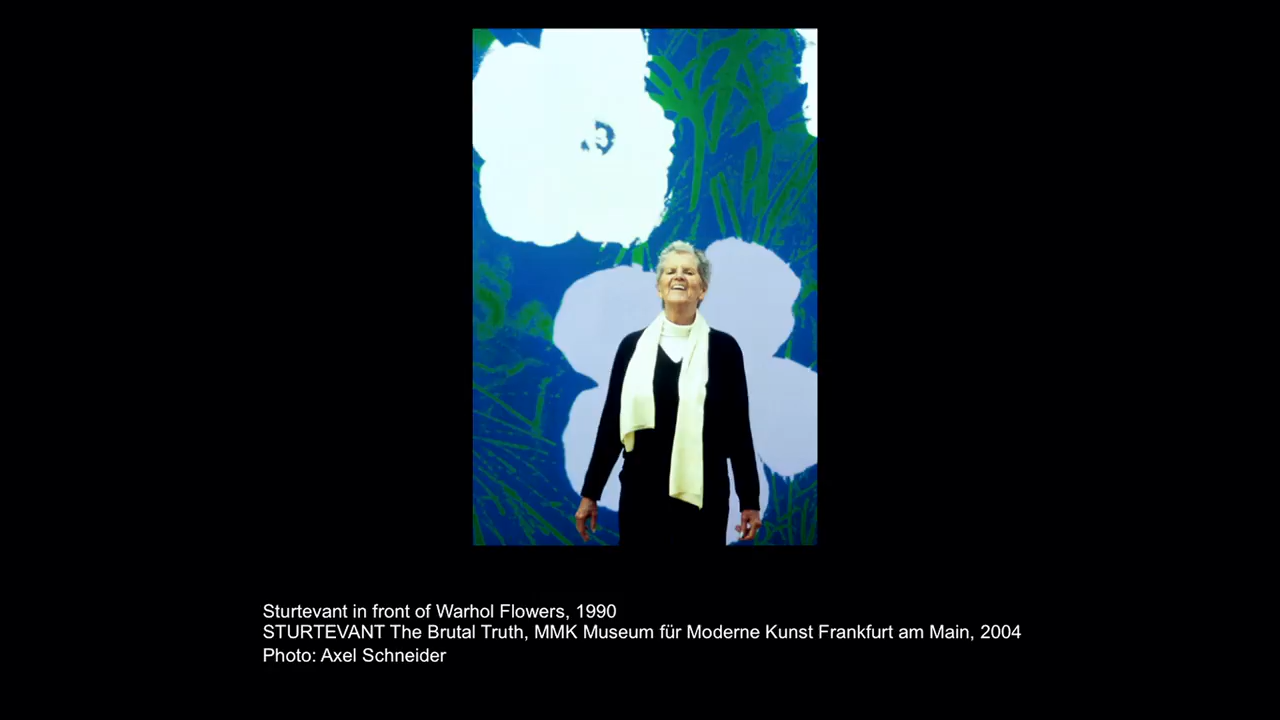 Sturtevant in front of Warhol Flowers, 1990
STURTEVANT The Brutal Truth, MMK Museum für Moderne Kunst Frankfurt am Main, 2004
Photo: Axel Schneider